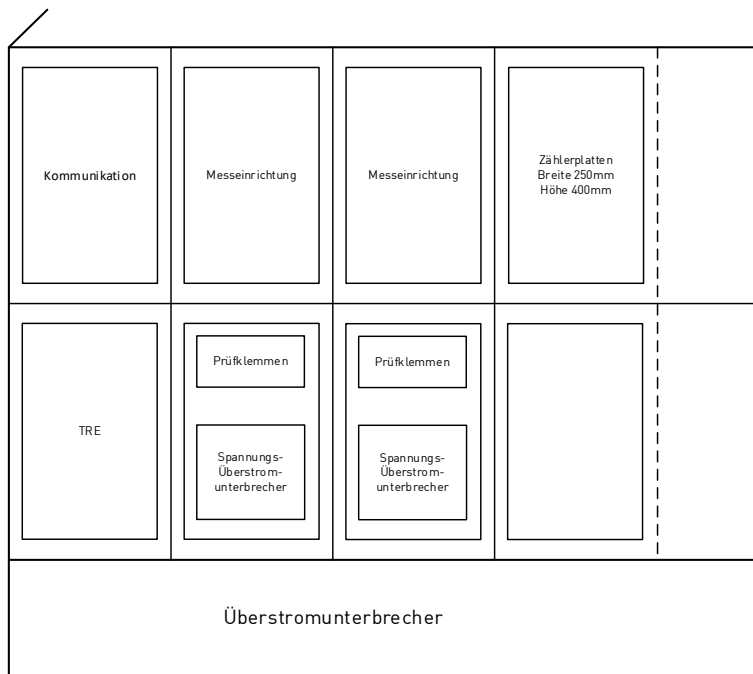 Kommunikation
Messeinrichtung
Messeinrichtung
Zählerplatten
Breite 250mm
Höhe 400mm
TRE
Prüfklemmen
Spannungs-
Überstrom-
unterbrecher
Prüfklemmen
Spannungs-
Überstrom-
unterbrecher
Überstromunterbrecher